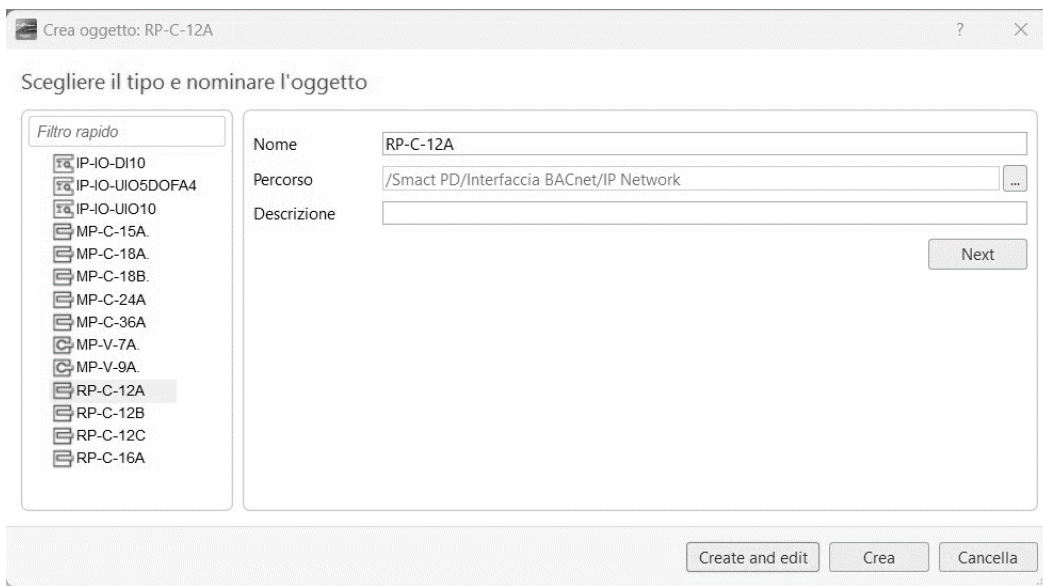 Crea oggetto: RP-C-12A
?
Scegliere il tipo e nominare l'oggetto
Filtro rapido
IP-IO-DI10
IP-IO-UIO5DOFA4
IP-IO-UIO10
MP-C-15A.
MP-C-18A.
MP-C-18B.
MP-C-24A
MP-C-36A
MP-V-7A.
MP-V-9A.
RP-C-12A
RP-C-12B
RP-C-12C
RP-C-16A
Nome RP-C-12A
Percorso /Smact PD/Interfaccia BACnet/IP Network ...
Descrizione
Next
Create and edit Crea Cancella